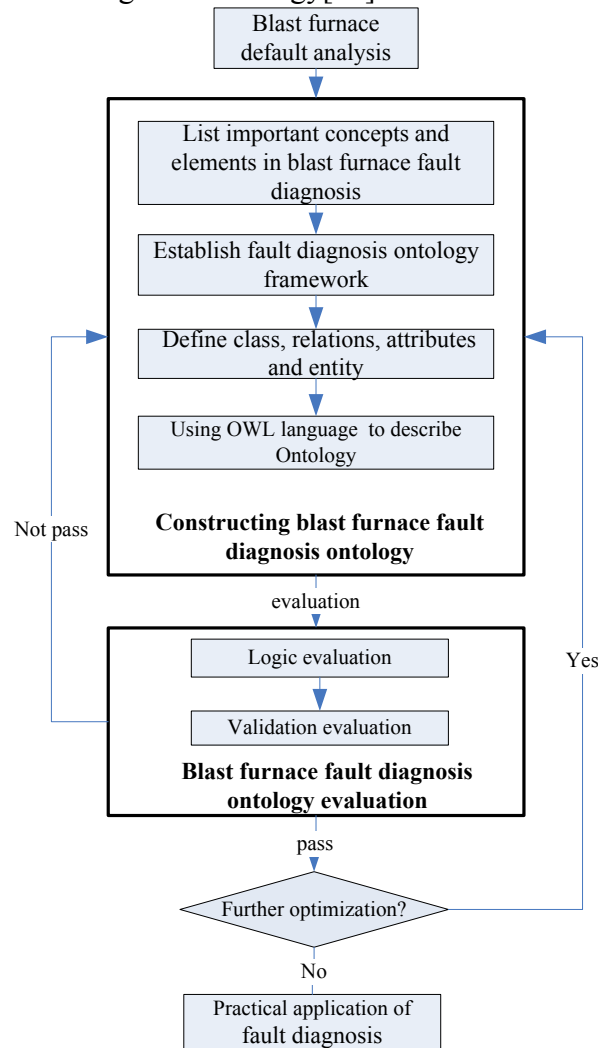 Blast furnace
default analysis
List important concepts and
elements in blast furnace fault
diagnosis
Establish fault diagnosis ontology
framework
Define class, relations, attributes
and entity
Using OWL language to describe
Ontology
Constructing blast furnace fault
diagnosis ontology
Not pass
evaluation
Logic evaluation
Yes
Validation evaluation
Blast furnace fault diagnosis
ontology evaluation
pass
Further optimization?
No
Practical application of
fault diagnosis